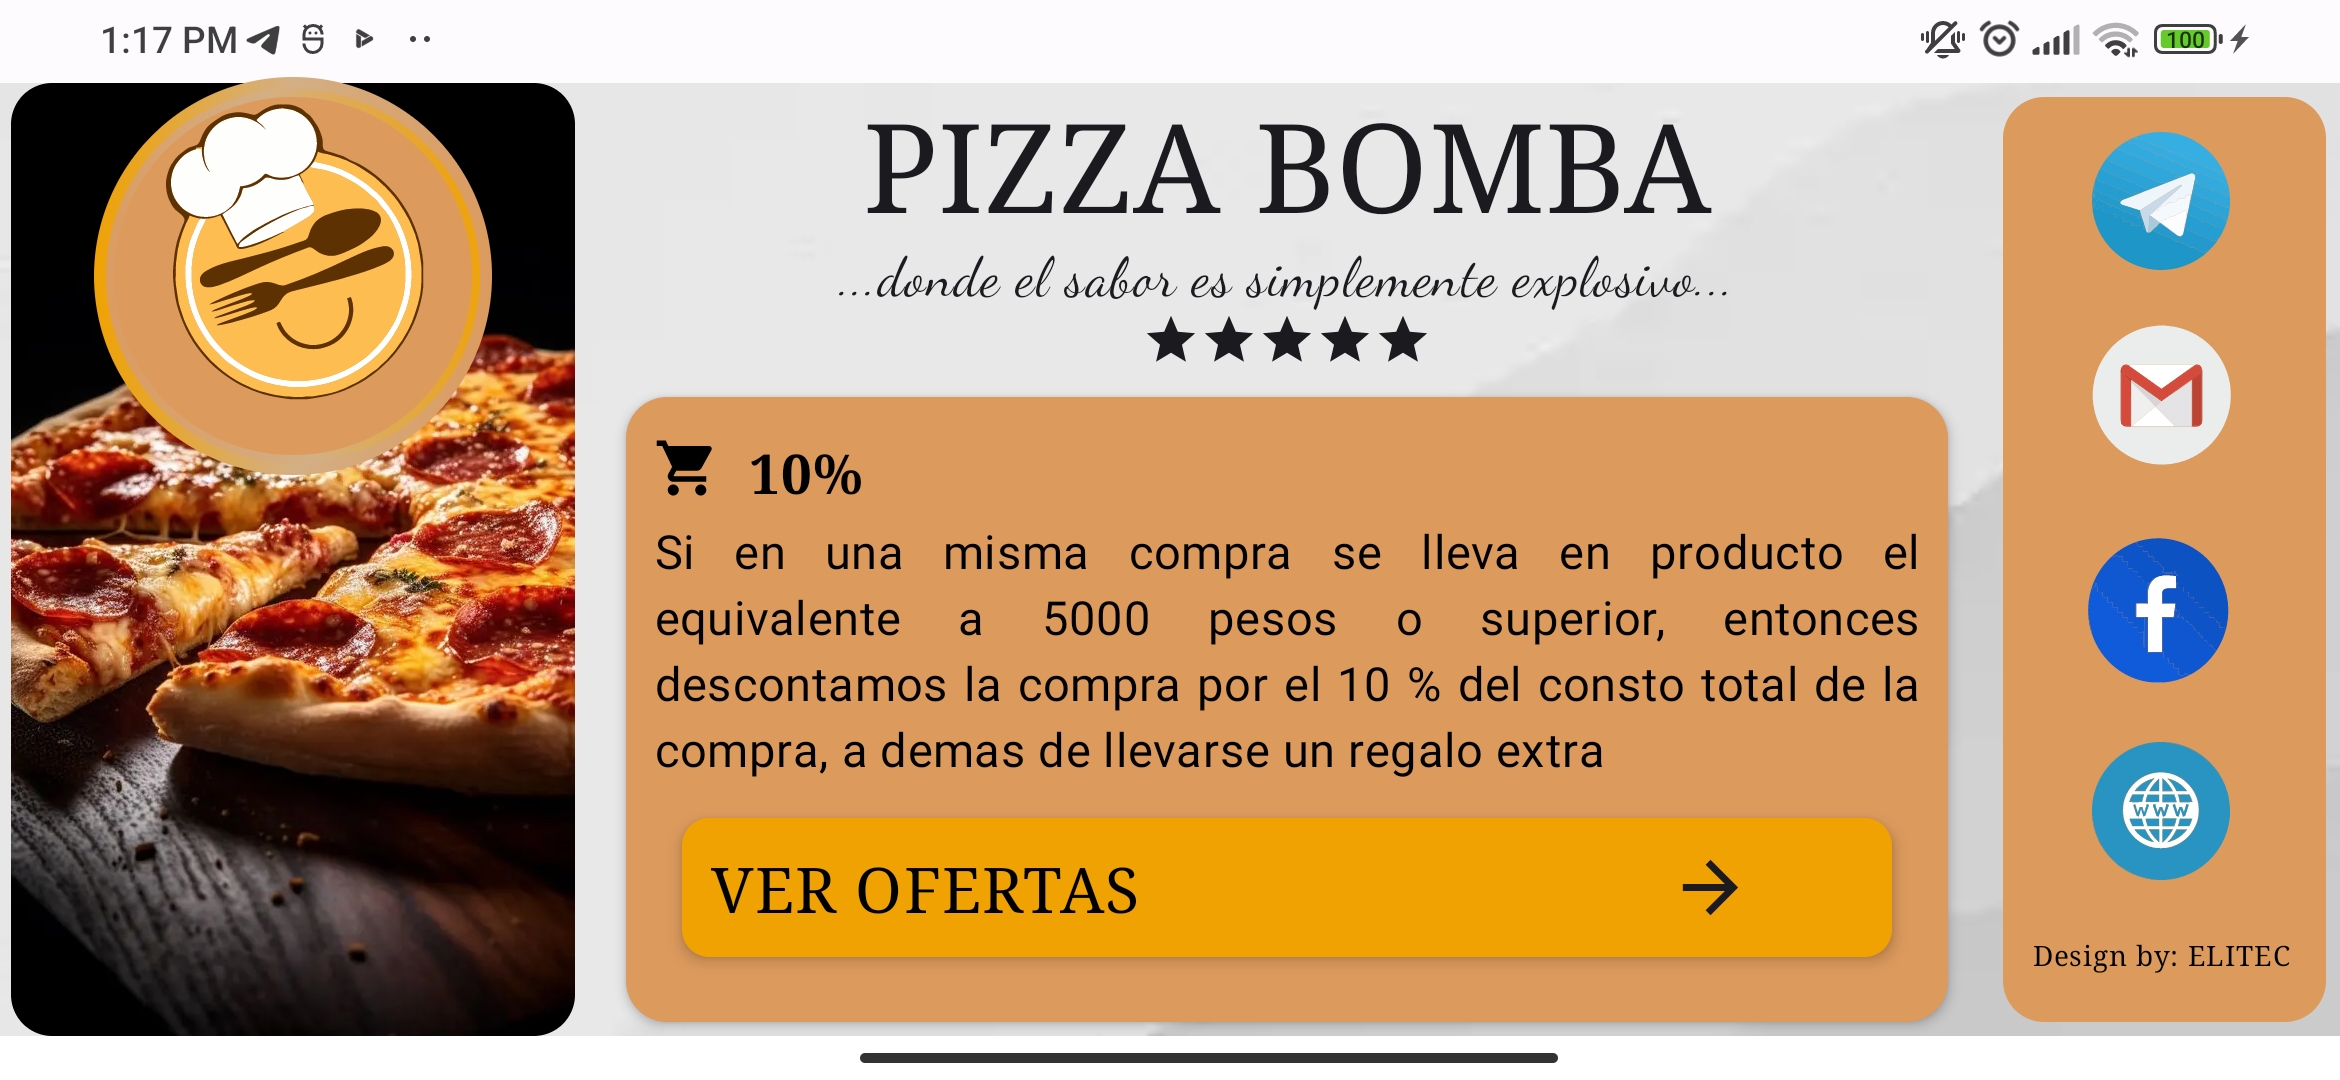 1:17 PM
100
PIZZA BOMBA
...donde el sabor es simplemente explosivo...
10%
Si en una misma compra se lleva en producto el
equivalente a 5000 pesos o superior, entonces
descontamos la compra por el 10 % del consto total de la
compra, a demas de llevarse un regalo extra
VER OFERTAS
WWW
Design by: ELITEC